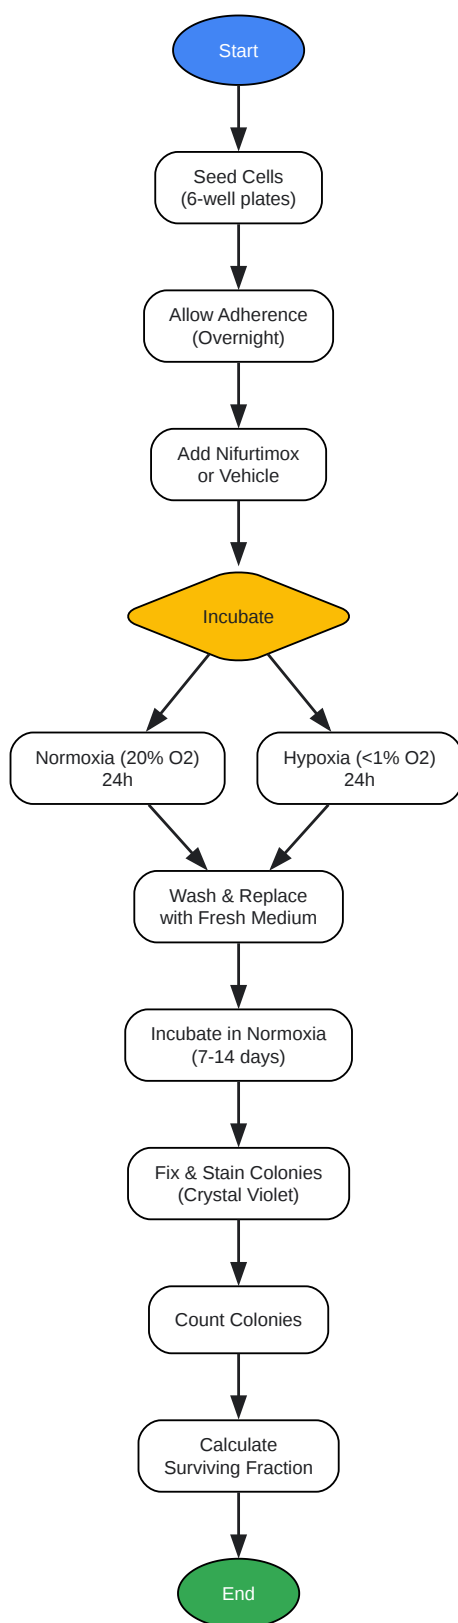 Start
Seed Cells
(6-well plates)
Allow Adherence
(Overnight)
Add Nifurtimox
or Vehicle
Incubate
Normoxia (20% O2)
24h
Hypoxia (<1% O2)
24h
Wash & Replace
with Fresh Medium
Incubate in Normoxia
(7-14 days)
Fix & Stain Colonies
(Crystal Violet)
Count Colonies
Calculate
Surviving Fraction
End